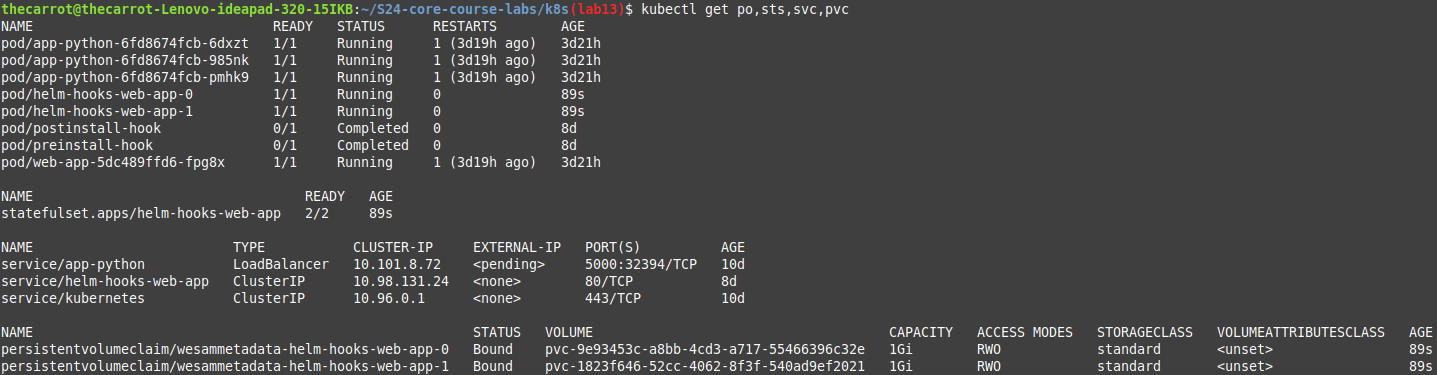 thecarrot@thecarrot-Lenovo-ideapad-320-15IKB:~/S24-core-course-labs/k8s(lab13)$ kubectl get po,sts,svc,pvc
NAME READY STATUS RESTARTS AGE
pod/app-python-6fd8674fcb-6dxzt 1/1 Running 1 (3d19h ago) 3d21h
pod/app-python-6fd8674fcb-985nk 1/1 Running 1 (3d19h ago) 3d21h
pod/app-python-6fd8674fcb-pmhk9 1/1 Running 1 (3d19h ago) 3d21h
pod/helm-hooks-web-app-0 1/1 Running 0 89s
pod/helm-hooks-web-app-1 1/1 Running 0 89s
pod/postinstall-hook 0/1 Completed 0 8d
pod/preinstall-hook 0/1 Completed 0 8d
pod/web-app-5dc489ffd6-fpg8x 1/1 Running 1 (3d19h ago) 3d21h
NAME READY AGE
statefulset.apps/helm-hooks-web-app 2/2 89s
NAME TYPE CLUSTER-IP EXTERNAL-IP PORT(S) AGE
service/app-python LoadBalancer 10.101.8.72 <pending> 5000:32394/TCP 10d
service/helm-hooks-web-app ClusterIP 10.98.131.24 <none> 80/TCP 8d
service/kubernetes ClusterIP 10.96.0.1 <none> 443/TCP 10d
NAME STATUS VOLUME CAPACITY ACCESS MODES STORAGECLASS VOLUMEATTRIBUTESCLASS AGE
persistentvolumeclaim/wesammetadata-helm-hooks-web-app-0 Bound pvc-9e93453c-a8bb-4cd3-a717-55466396c32e 1Gi RWO standard <unset> 89s
persistentvolumeclaim/wesammetadata-helm-hooks-web-app-1 Bound pvc-1823f646-52cc-4062-8f3f-540ad9ef2021 1Gi RWO standard <unset> 89s